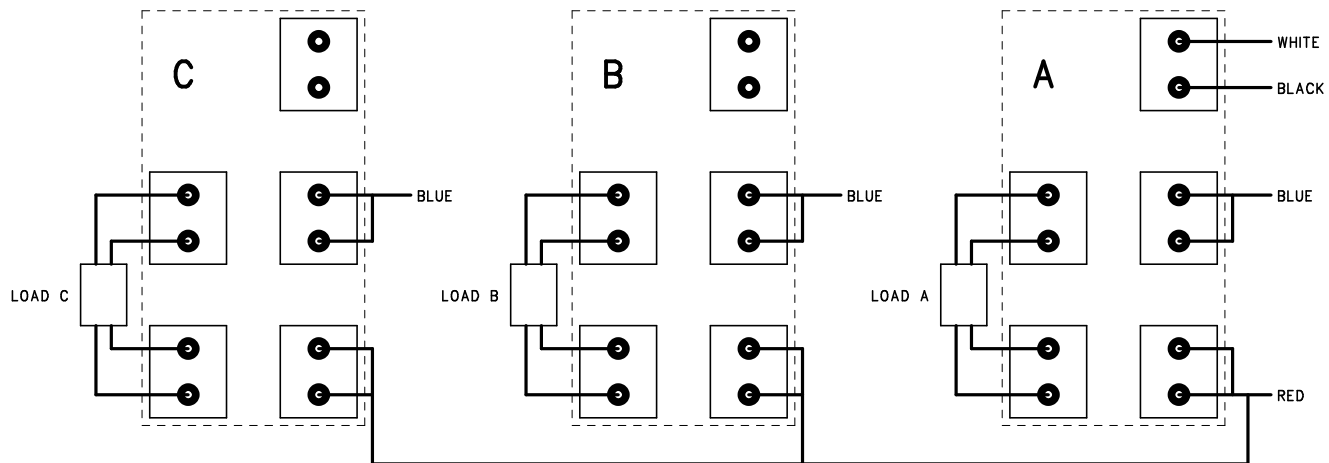 WHITE
C
B
A
BLACK
BLUE
BLUE
BLUE
LOAD C
LOAD B
LOAD A
RED